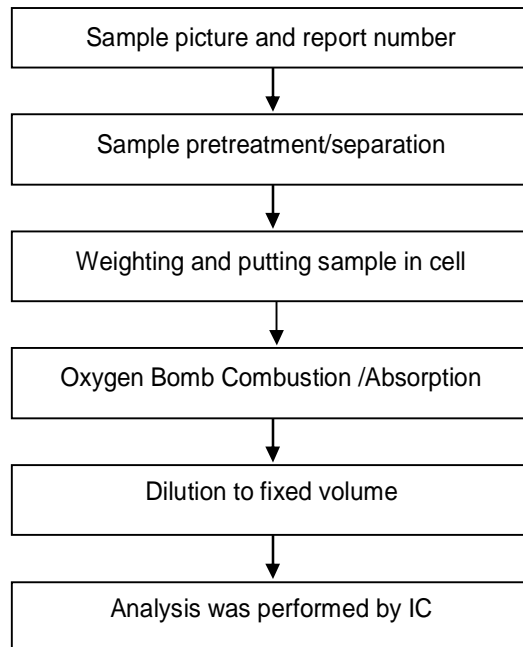 Sample picture and report number
Sample pretreatment/separation
Weighting and putting sample in cell
Oxygen Bomb Combustion /Absorption
Dilution to fixed volume
Analysis was performed by IC